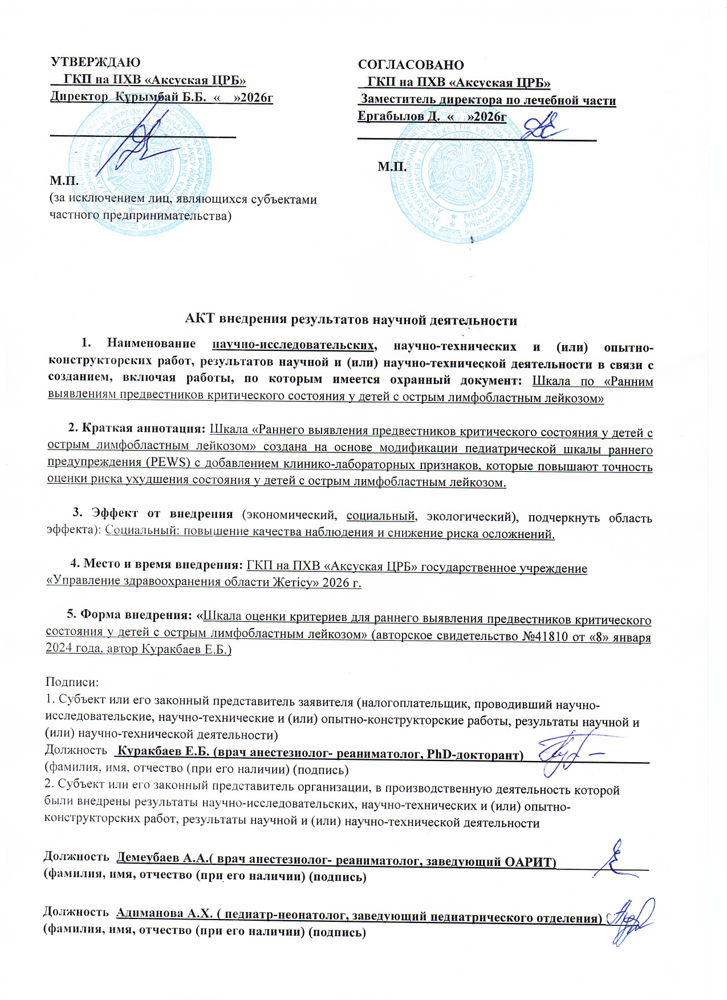 УТВЕРЖДАЮ
ГКП на ПХВ «Аксуская ЦРБ»
Директор Құрымбай Б.Б. « »2026г
М.П.
(за исключением лиц, являющихся субъектами
частного предпринимательства)
СОГЛАСОВАНО
ГКП на ПХВ «Аксуская ЦРБ»
Заместитель директора по лечебной части
Ергабылов Д. « »2026г
М.П.
АКТ внедрения результатов научной деятельности
1. Наименование научно-исследовательских, научно-технических и (или) опытно-
конструкторских работ, результатов научной и (или) научно-технической деятельности в связи с
созданием, включая работы, по которым имеется охранный документ: Шкала по «Ранним
выявлениям предвестников критического состояния у детей с острым лимфобластным лейкозом»
2. Краткая аннотация: Шкала «Раннего выявления предвестников критического состояния у детей с
острым лимфобластным лейкозом» создана на основе модификации педиатрической шкалы раннего
предупреждения (PEWS) с добавлением клинико-лабораторных признаков, которые повышают точность
оценки риска ухудшения состояния у детей с острым лимфобластным лейкозом.
3. Эффект от внедрения (экономический, социальный, экологический), подчеркнуть область
эффекта): Социальный: повышение качества наблюдения и снижение риска осложнений.
4. Место и время внедрения: ГКП на ПХВ «Аксуская ЦРБ» государственное учреждение
«Управление здравоохранения области Жетісу» 2026 г.
5. Форма внедрения: «Шкала оценки критериев для раннего выявления предвестников критического
состояния у детей с острым лимфобластным лейкозом» (авторское свидетельство №41810 от «8» января
2024 года, автор Куракбаев Е.Б.)
Подписи:
1. Субъект или его законный представитель заявителя (налогоплательщик, проводивший научно-
исследовательские, научно-технические и (или) опытно-конструкторские работы, результаты научной и
(или) научно-технической деятельности)
Должность Куракбаев Е.Б. (врач анестезиолог- реаниматолог, PhD-докторант)
(фамилия, имя, отчество (при его наличии) (подпись)
2. Субъект или его законный представитель организации, в производственную деятельность которой
были внедрены результаты научно-исследовательских, научно-технических и (или) опытно-
конструкторских работ, результаты научной и (или) научно-технической деятельности
Должность Демеубаев А.А.( врач анестезиолог- реаниматолог, заведующий ОАРИТ)
(фамилия, имя, отчество (при его наличии) (подпись)
Должность Адиманова А.Х. ( педиатр-неонатолог, заведующий педиатрического отделения)
(фамилия, имя, отчество (при его наличии) (подпись)